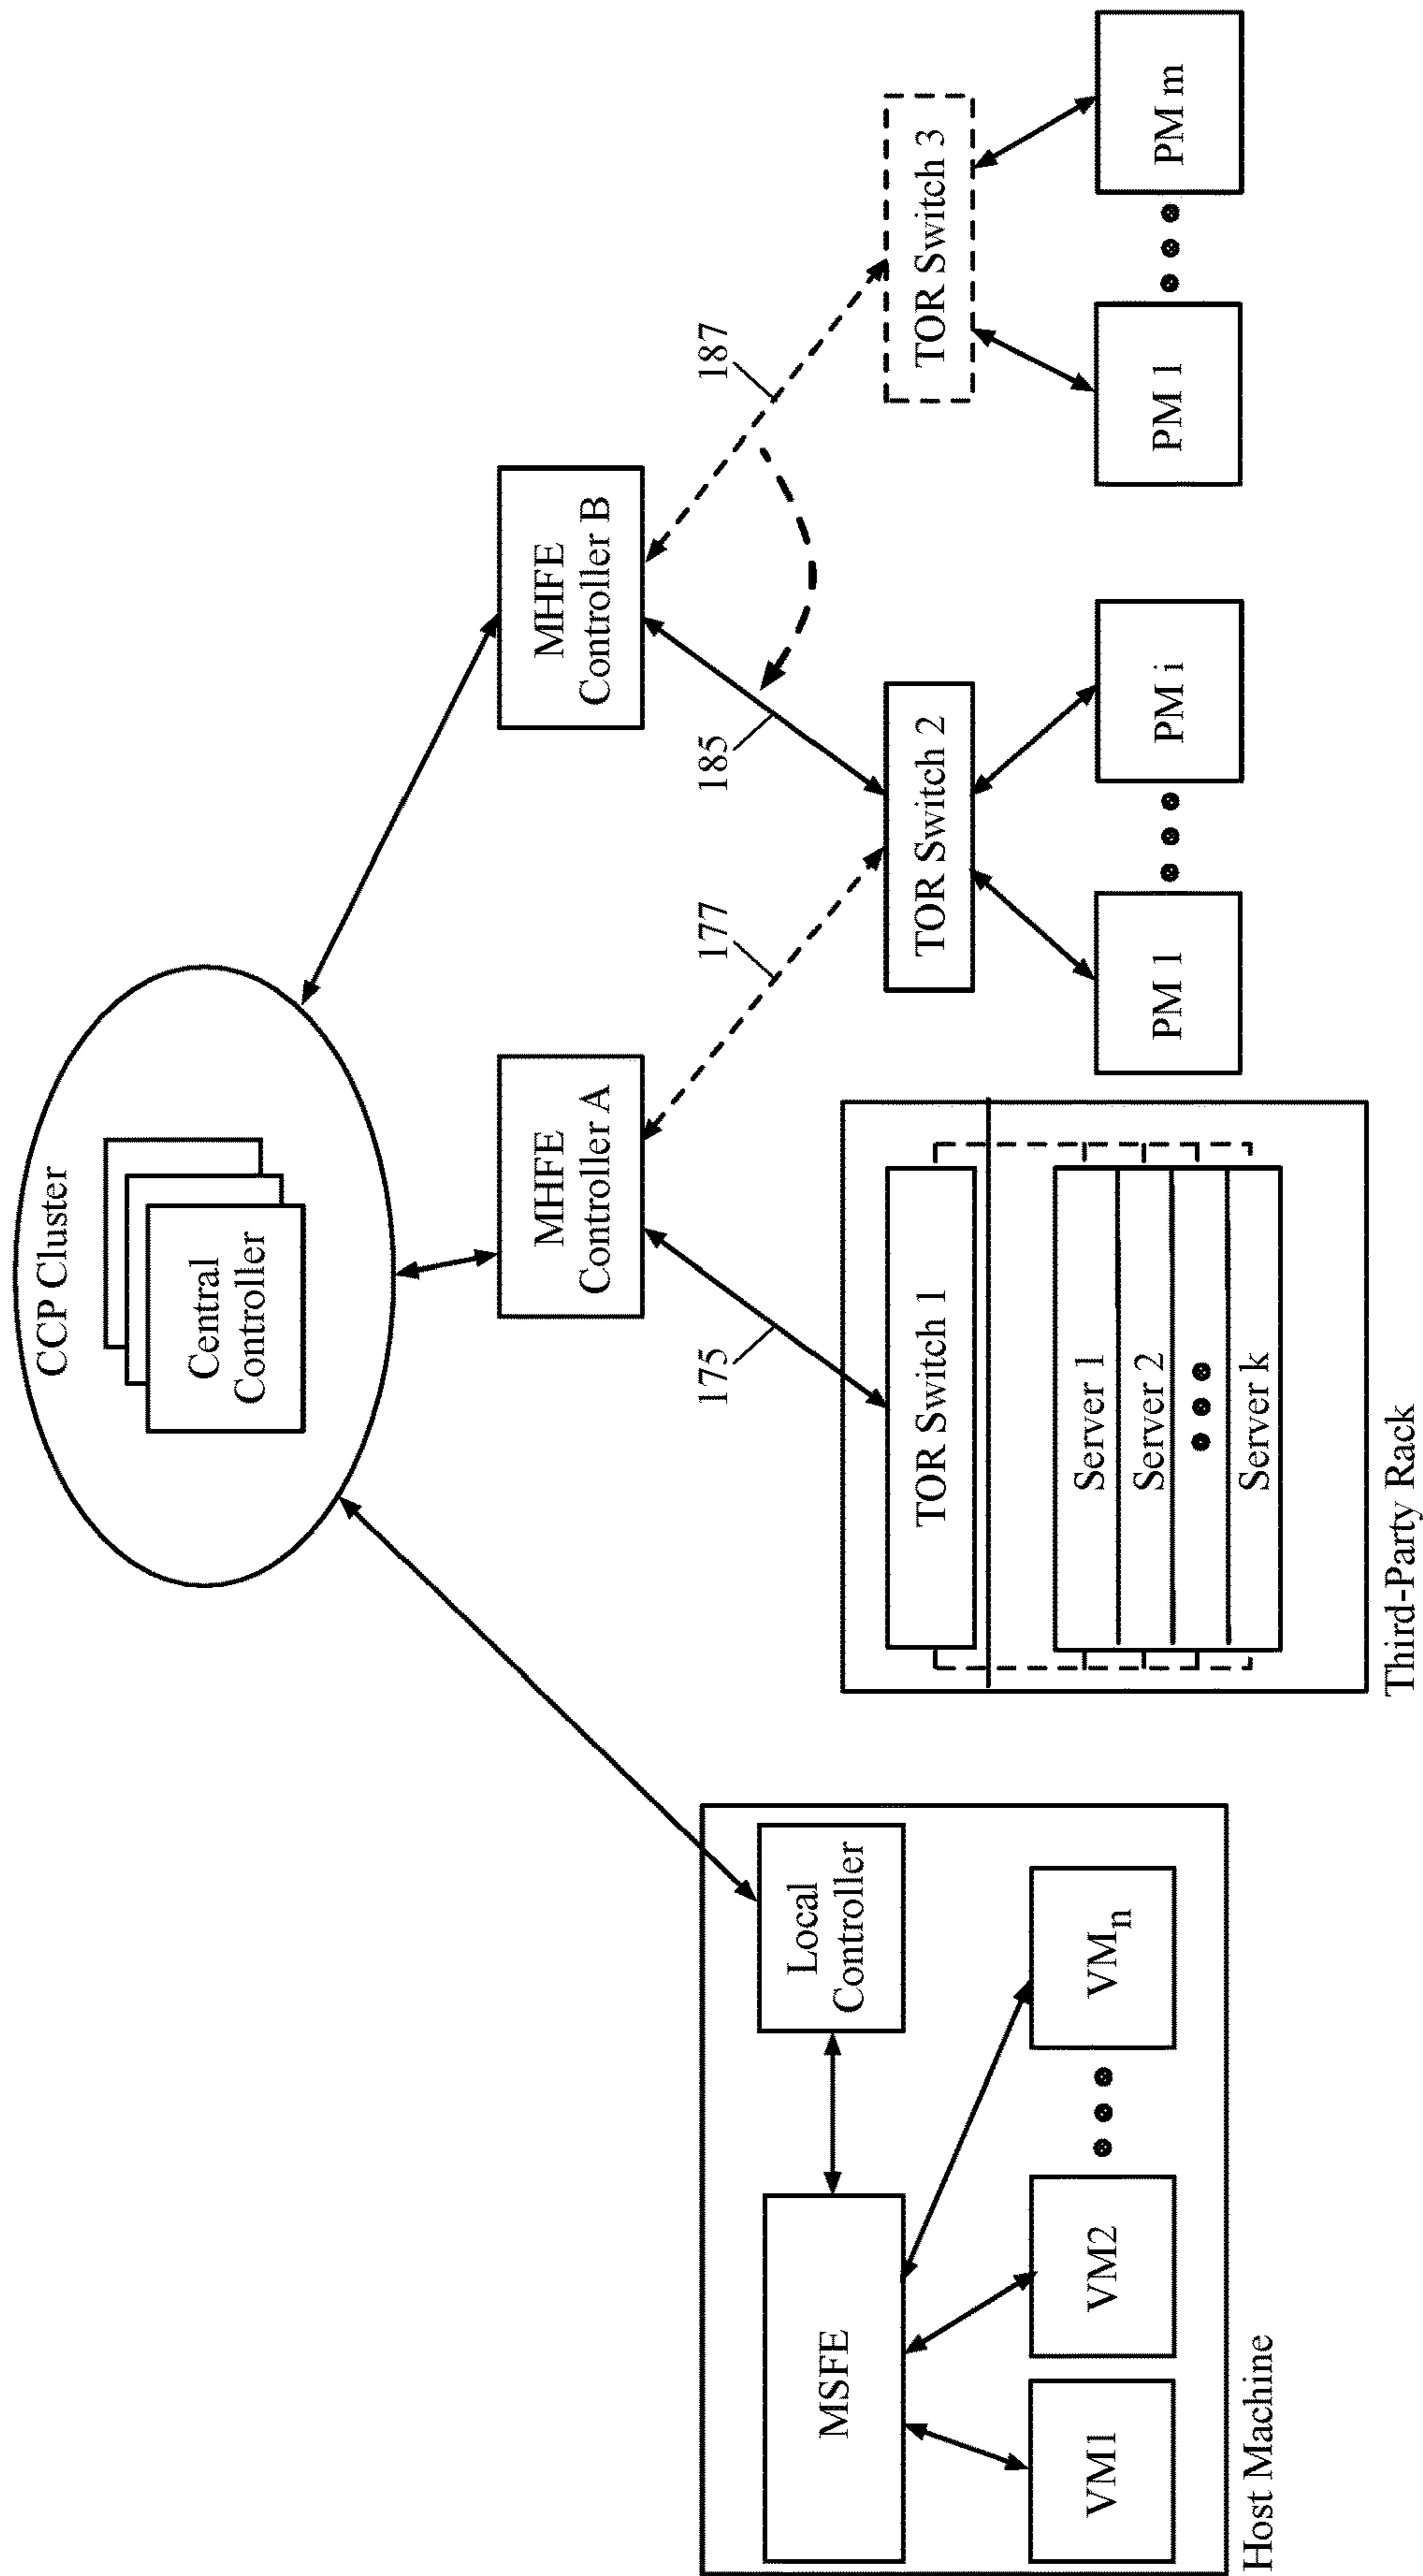 CCP Cluster
Central
Controller
MHFE
Controller A
MHFE
Controller B
175
177
185
187
Local
Controller
MSFE
VM1
VM2
VMn
Host Machine
TOR Switch 1
Server 1
Server 2
Server k
Third-Party Rack
TOR Switch 2
PM 1
PM i
TOR Switch 3
PM 1
PM m